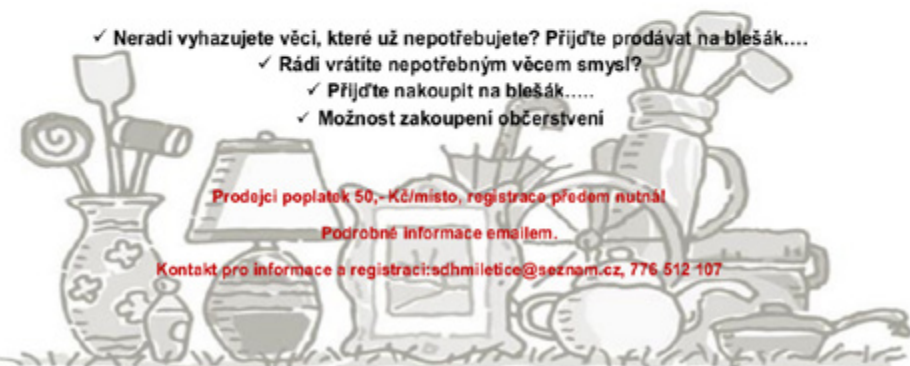 ✓ Neradi vyhazujete věci, které už nepotřebujete? Přijďte prodávat na blešák....
✓ Rádi vrátíte nepotřebným věcem smysl?
✓ Přijďte nakoupit na blešák.....
✓ Možnost zakoupení občerstvení
Prodejci poplatek 50,- Kč/místo, registrace předem nutná!
Podrobné informace emailem.
Kontakt pro informace a registraci:sdhmiletice@seznam.cz, 776 512 107